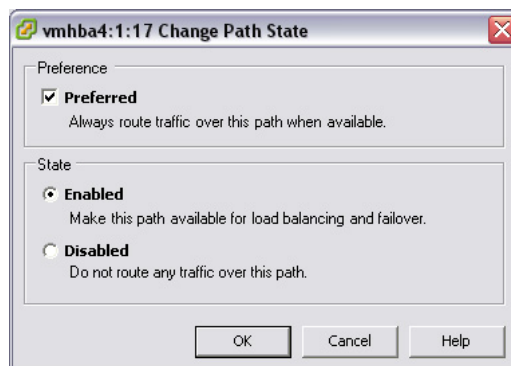 vmhba4:1:17 Change Path State
Preference
Preferred
Always route traffic over this path when available.
State
Enabled
Make this path available for load balancing and failover.
Disabled
Do not route any traffic over this path.
OK
Cancel
Help